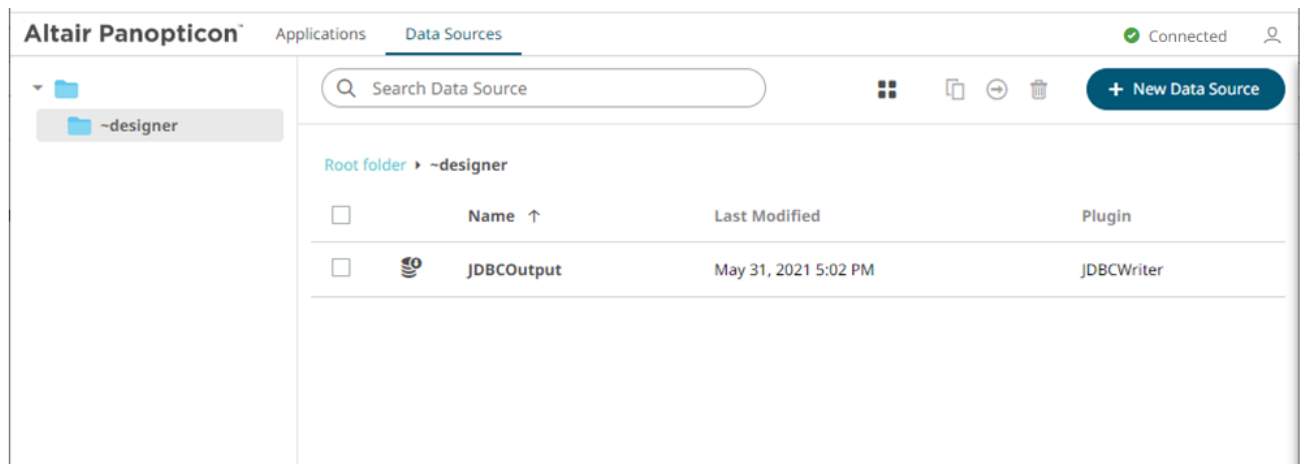 Altair Panopticon™ Applications Data Sources Connected
~designer
Search Data Source + New Data Source
Root folder ~designer
Name ↑ Last Modified Plugin
JDBCOutput May 31, 2021 5:02 PM JDBCWriter